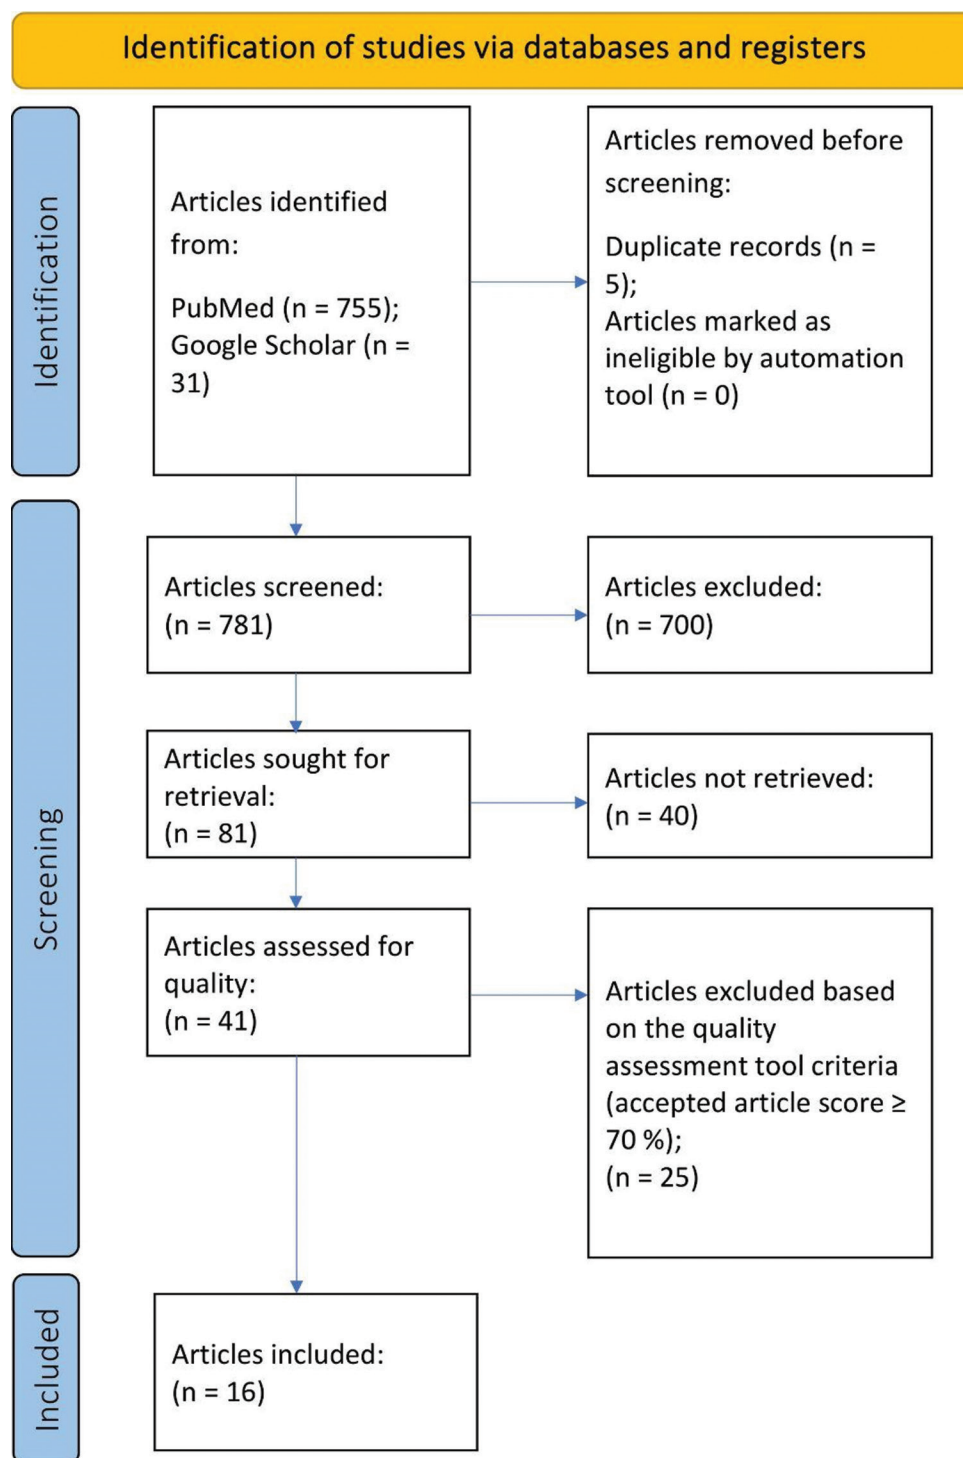 Identification of studies via databases and registers
Identification
Articles identified
from:
PubMed (n = 755);
Google Scholar (n =
31)
Articles removed before
screening:
Duplicate records (n =
5);
Articles marked as
ineligible by automation
tool (n = 0)
Screening
Articles screened:
(n = 781)
Articles excluded:
(n = 700)
Articles sought for
retrieval:
(n = 81)
Articles not retrieved:
(n = 40)
Articles assessed for
quality:
(n = 41)
Articles excluded based
on the quality
assessment tool criteria
(accepted article score ≥
70 %);
(n = 25)
Included
Articles included:
(n = 16)